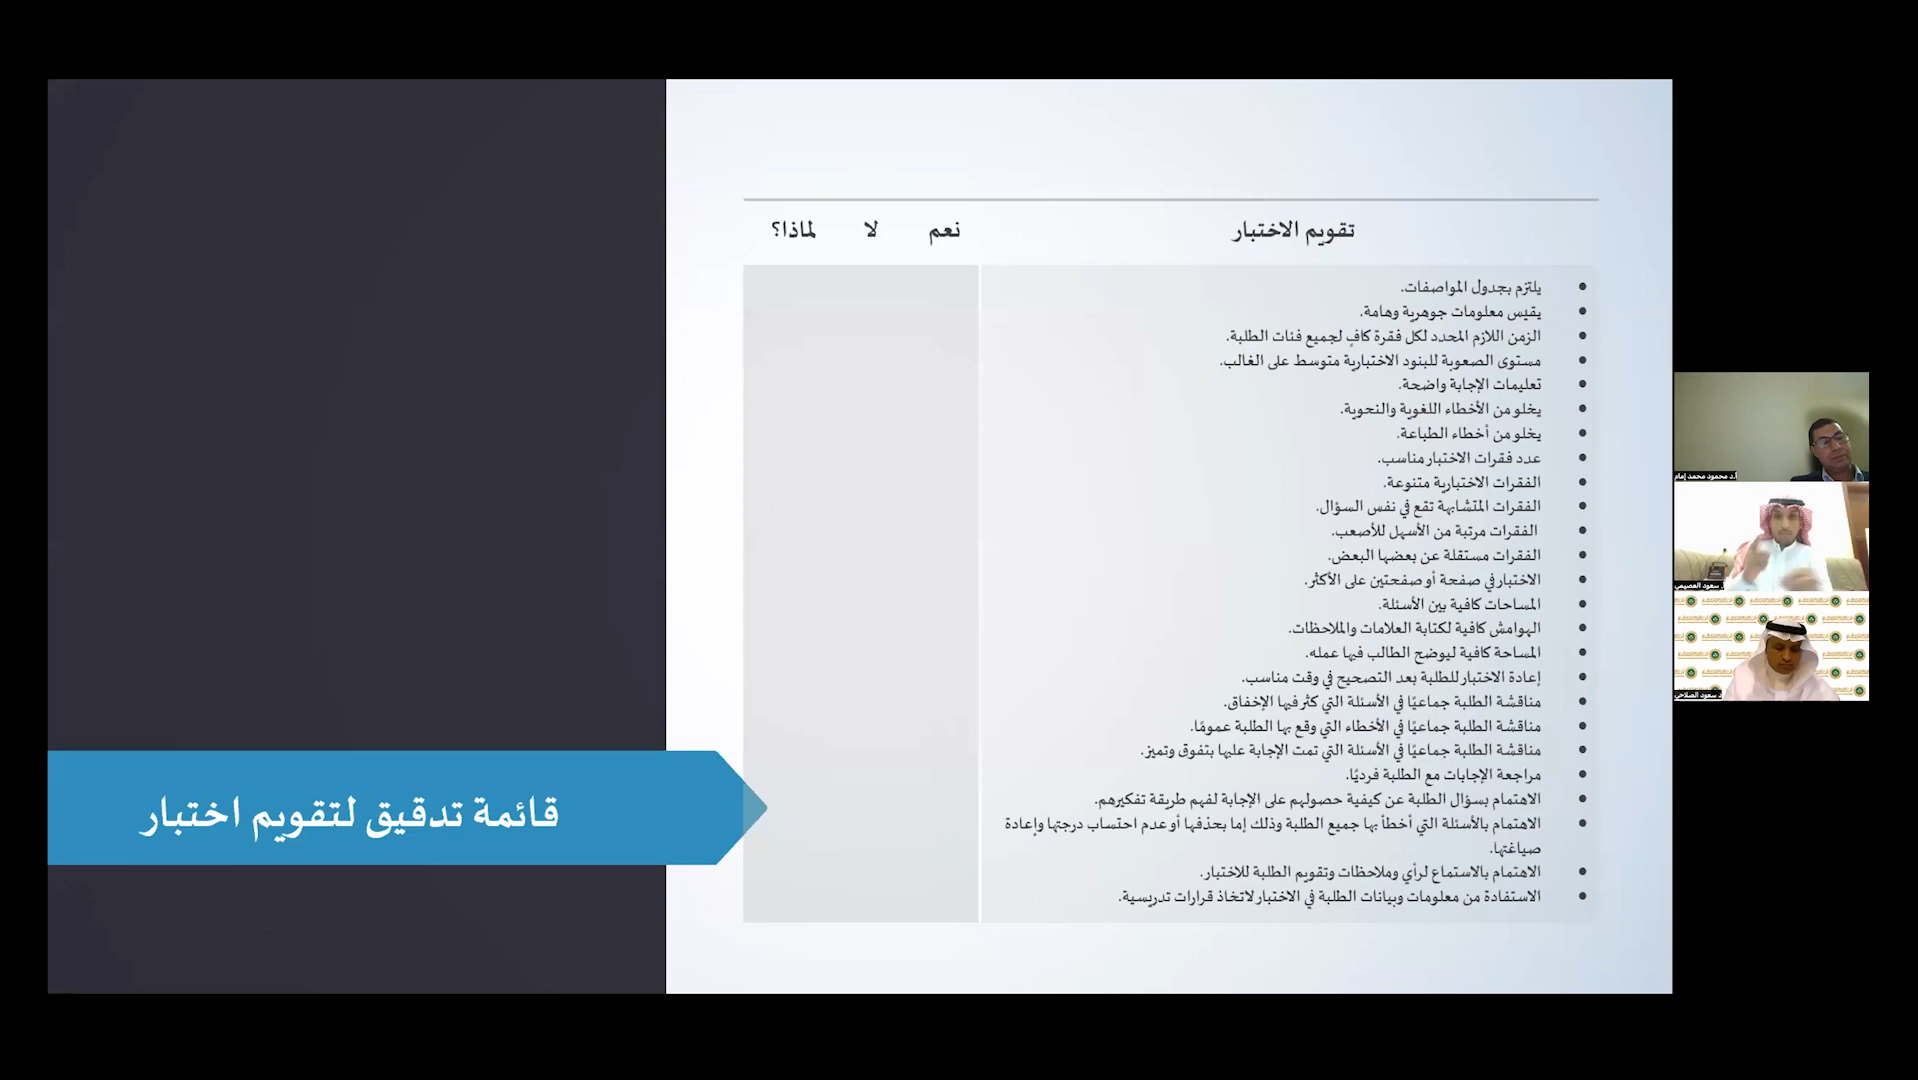 تقويم الاختبار نعم لا لماذا؟
• يلتزم بجدول المواصفات.
• يقيس معلومات جوهرية وهامة.
• الزمن اللازم المحدد لكل فقرة كافٍ لجميع فئات الطلبة.
• مستوى الصعوبة للبنود الاختبارية متوسط على الغالب.
• تعليمات الإجابة واضحة.
• يخلو من الأخطاء اللغوية والنحوية.
• يخلو من أخطاء الطباعة.
• عدد فقرات الاختبار مناسب.
• الفقرات الاختبارية متنوعة.
• الفقرات المتشابهة تقع في نفس السؤال.
• الفقرات مرتبة من الأسهل للأصعب.
• الفقرات مستقلة عن بعضها البعض.
• الاختبار في صفحة أو صفحتين على الأكثر.
• المساحات كافية بين الأسئلة.
• الهوامش كافية لكتابة العلامات والملاحظات.
• المساحة كافية ليوضح الطالب فيها عمله.
• إعادة الاختبار للطلبة بعد التصحيح في وقت مناسب.
• مناقشة الطلبة جماعيًا في الأسئلة التي كثر فيها الإخفاق.
• مناقشة الطلبة جماعيًا في الأخطاء التي وقع بها الطلبة عمومًا.
• مناقشة الطلبة جماعيًا في الأسئلة التي تمت الإجابة عليها بتفوق وتميز.
• مراجعة الإجابات مع الطلبة فرديًا.
• الاهتمام بسؤال الطلبة عن كيفية حصولهم على الإجابة لفهم طريقة تفكيرهم.
• الاهتمام بالأسئلة التي أخطأ بها جميع الطلبة وذلك إما بحذفها أو عدم احتساب درجتها وإعادة
صياغتها.
• الاهتمام بالاستماع لرأي وملاحظات وتقويم الطلبة للاختبار.
• الاستفادة من معلومات وبيانات الطلبة في الاختبار لاتخاذ قرارات تدريسية.
قائمة تدقيق لتقويم اختبار
أ.د محمود محمد إمام
سعود العصيمي
د سعود الصلاحي